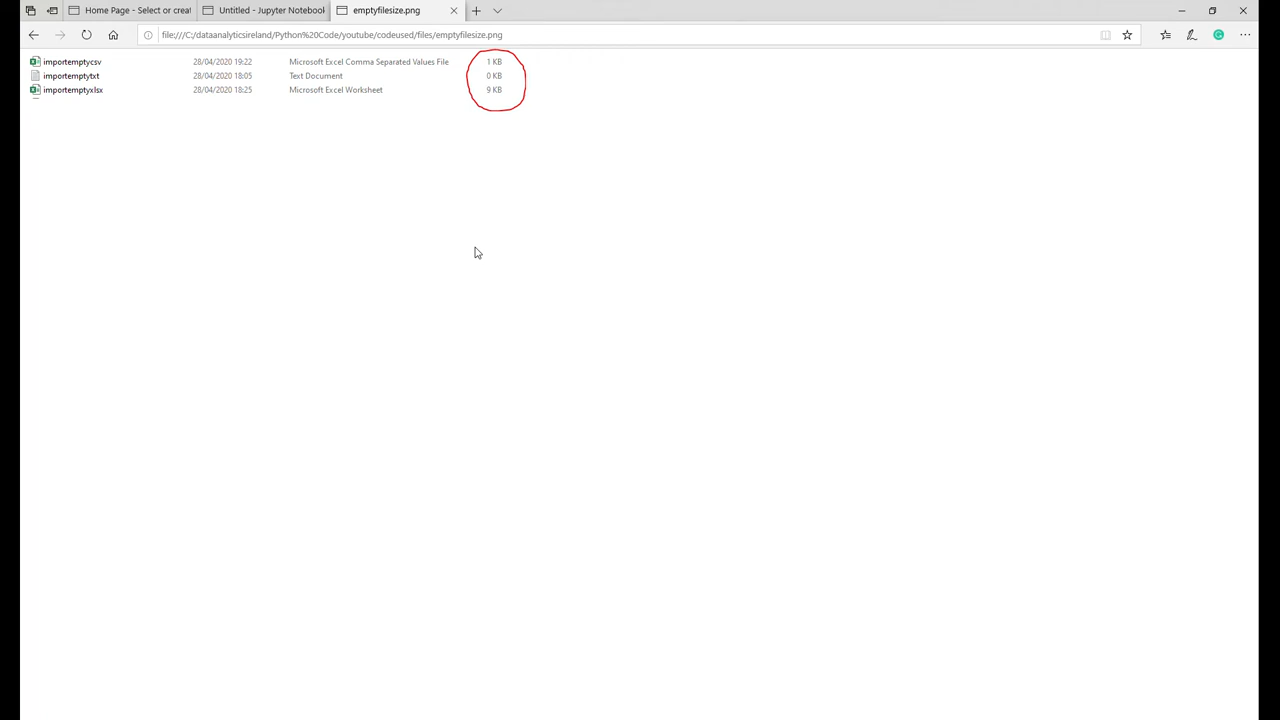 Home Page - Select or creat
Untitled - Jupyter Notebook
emptyfilesize.png
file:///C:/dataanalyticsireland/Python%20Code/youtube/codeused/files/emptyfilesize.png
importemptycsv 28/04/2020 19:22 Microsoft Excel Comma Separated Values File 1 KB
importemptytxt 28/04/2020 18:05 Text Document 0 KB
importemptyxlsx 28/04/2020 18:25 Microsoft Excel Worksheet 9 KB